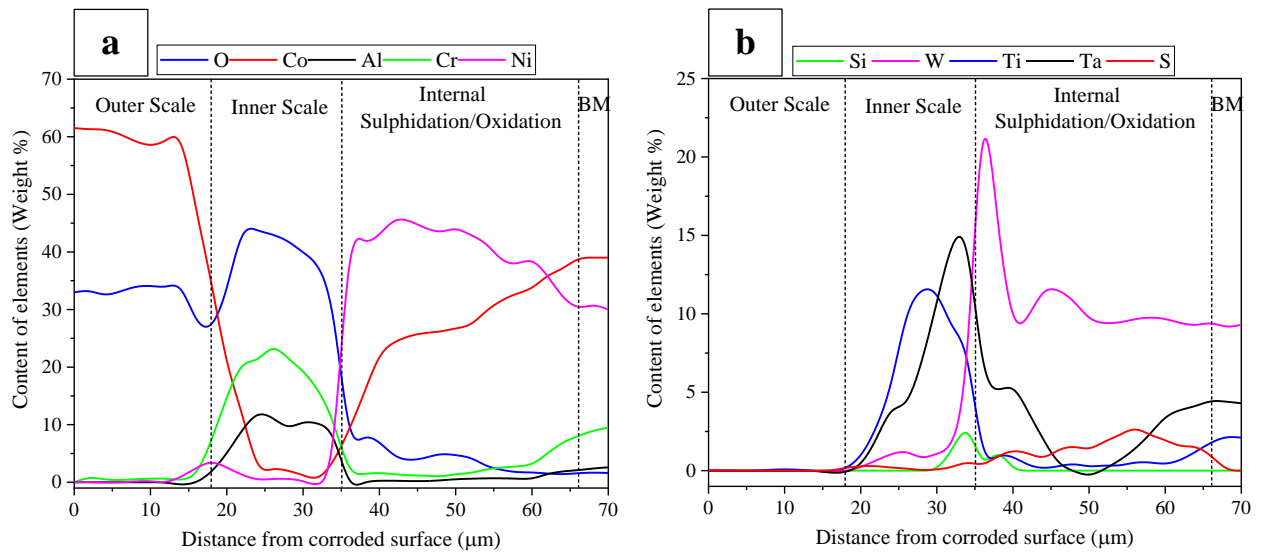 a
O Co Al Cr Ni
Content of elements (Weight %)
70
60
50
40
30
20
10
0
Outer Scale
Inner Scale
Internal
Sulphidation/Oxidation
BM
0 10 20 30 40 50 60 70
Distance from corroded surface (μm)
b
Si W Ti Ta S
Content of elements (Weight %)
25
20
15
10
5
0
Outer Scale
Inner Scale
Internal
Sulphidation/Oxidation
BM
0 10 20 30 40 50 60 70
Distance from corroded surface (μm)